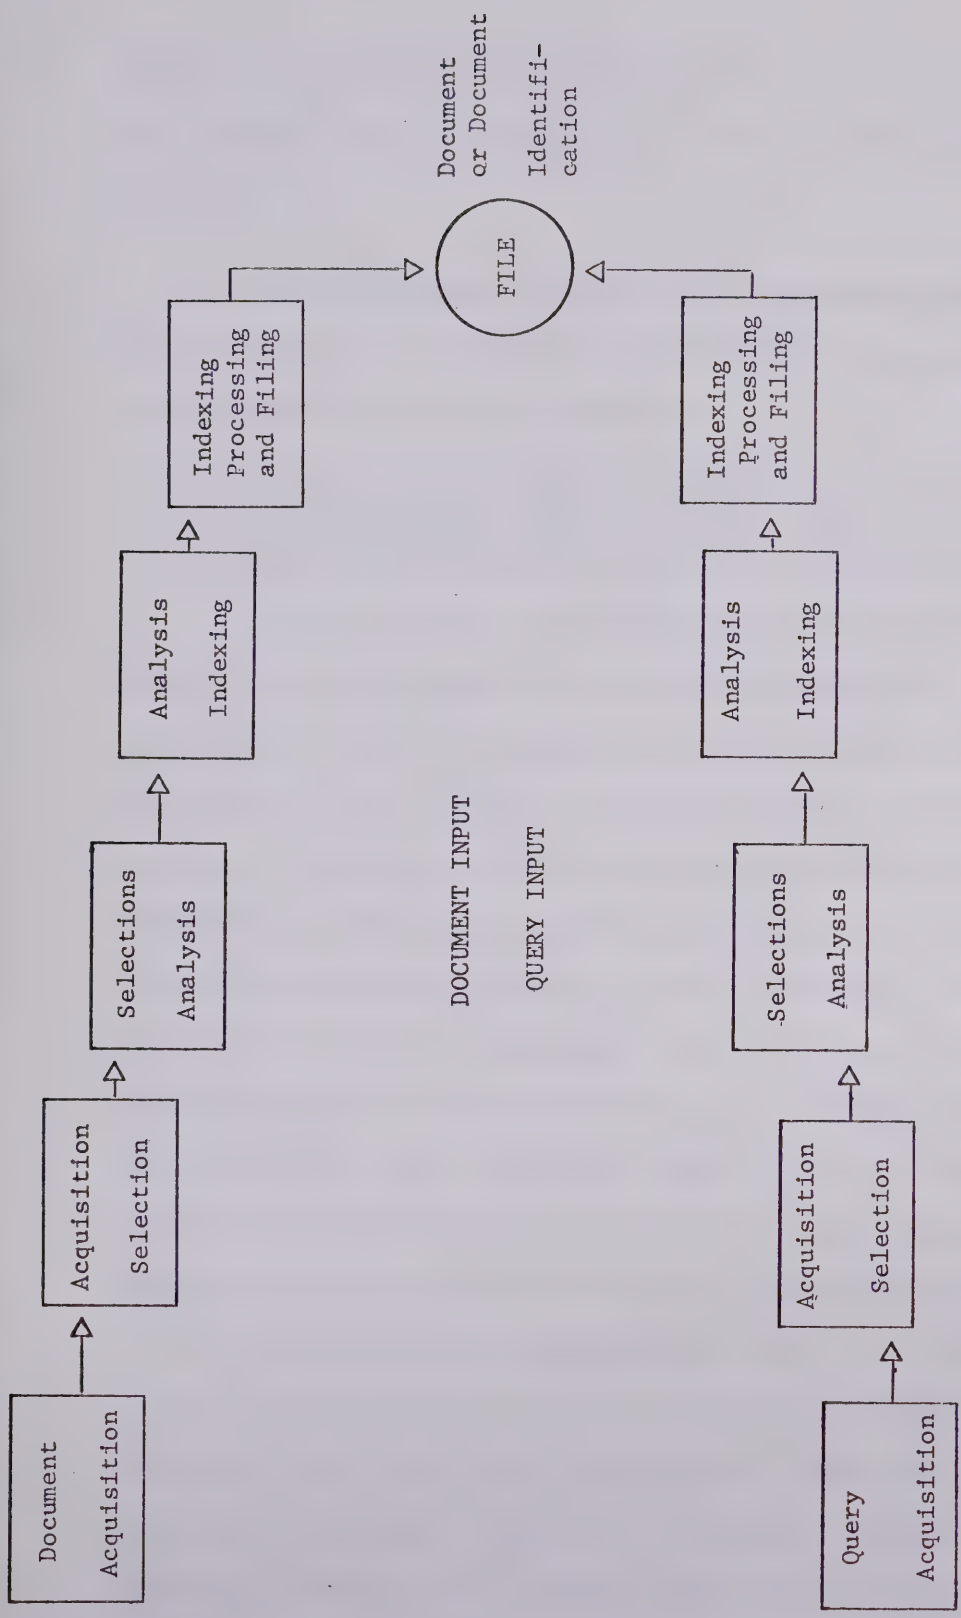 Document
Acquisition
Acquisition
Selection
Selections
Analysis
Analysis
Indexing
Indexing
Processing
and Filing
DOCUMENT INPUT
QUERY INPUT
FILE
Document
or Document
Identifi-
cation
Query
Acquisition
Acquisition
Selection
Selections
Analysis
Analysis
Indexing
Indexing
Processing
and Filing